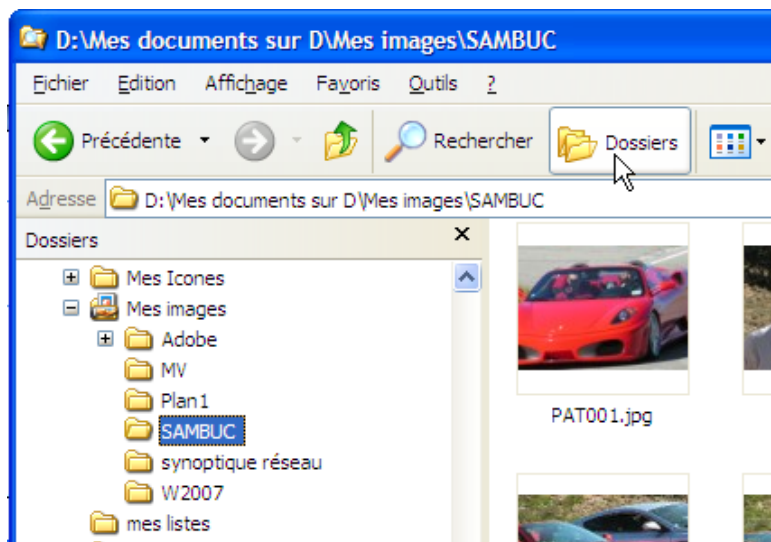 D:\Mes documents sur D\Mes images\SAMBUC
Fichier Edition Affichage Favoris Outils ?
Précédente Rechercher Dossiers
Adresse D:\Mes documents sur D\Mes images\SAMBUC
Dossiers
Mes Icones
Mes images
Adobe
MV
Plan1
SAMBUC
synoptique réseau
W2007
mes listes
PAT001.jpg